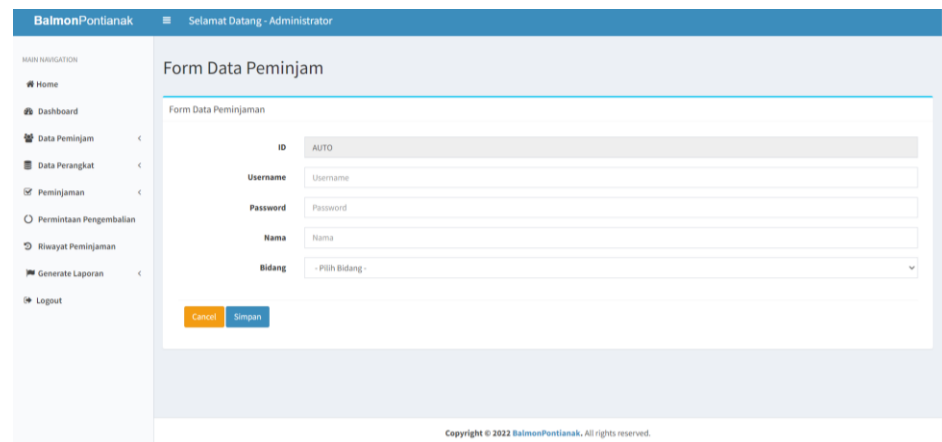 BalmonPontianak
Selamat Datang - Administrator
MAIN NAVIGATION
Home
Dashboard
Data Peminjam
Data Perangkat
Peminjaman
Permintaan Pengembalian
Riwayat Peminjaman
Generate Laporan
Logout
Form Data Peminjam
Form Data Peminjaman
ID AUTO
Username Username
Password Password
Nama Nama
Bidang - Pilih Bidang -
Cancel Simpan
Copyright © 2022 BalmonPontianak. All rights reserved.